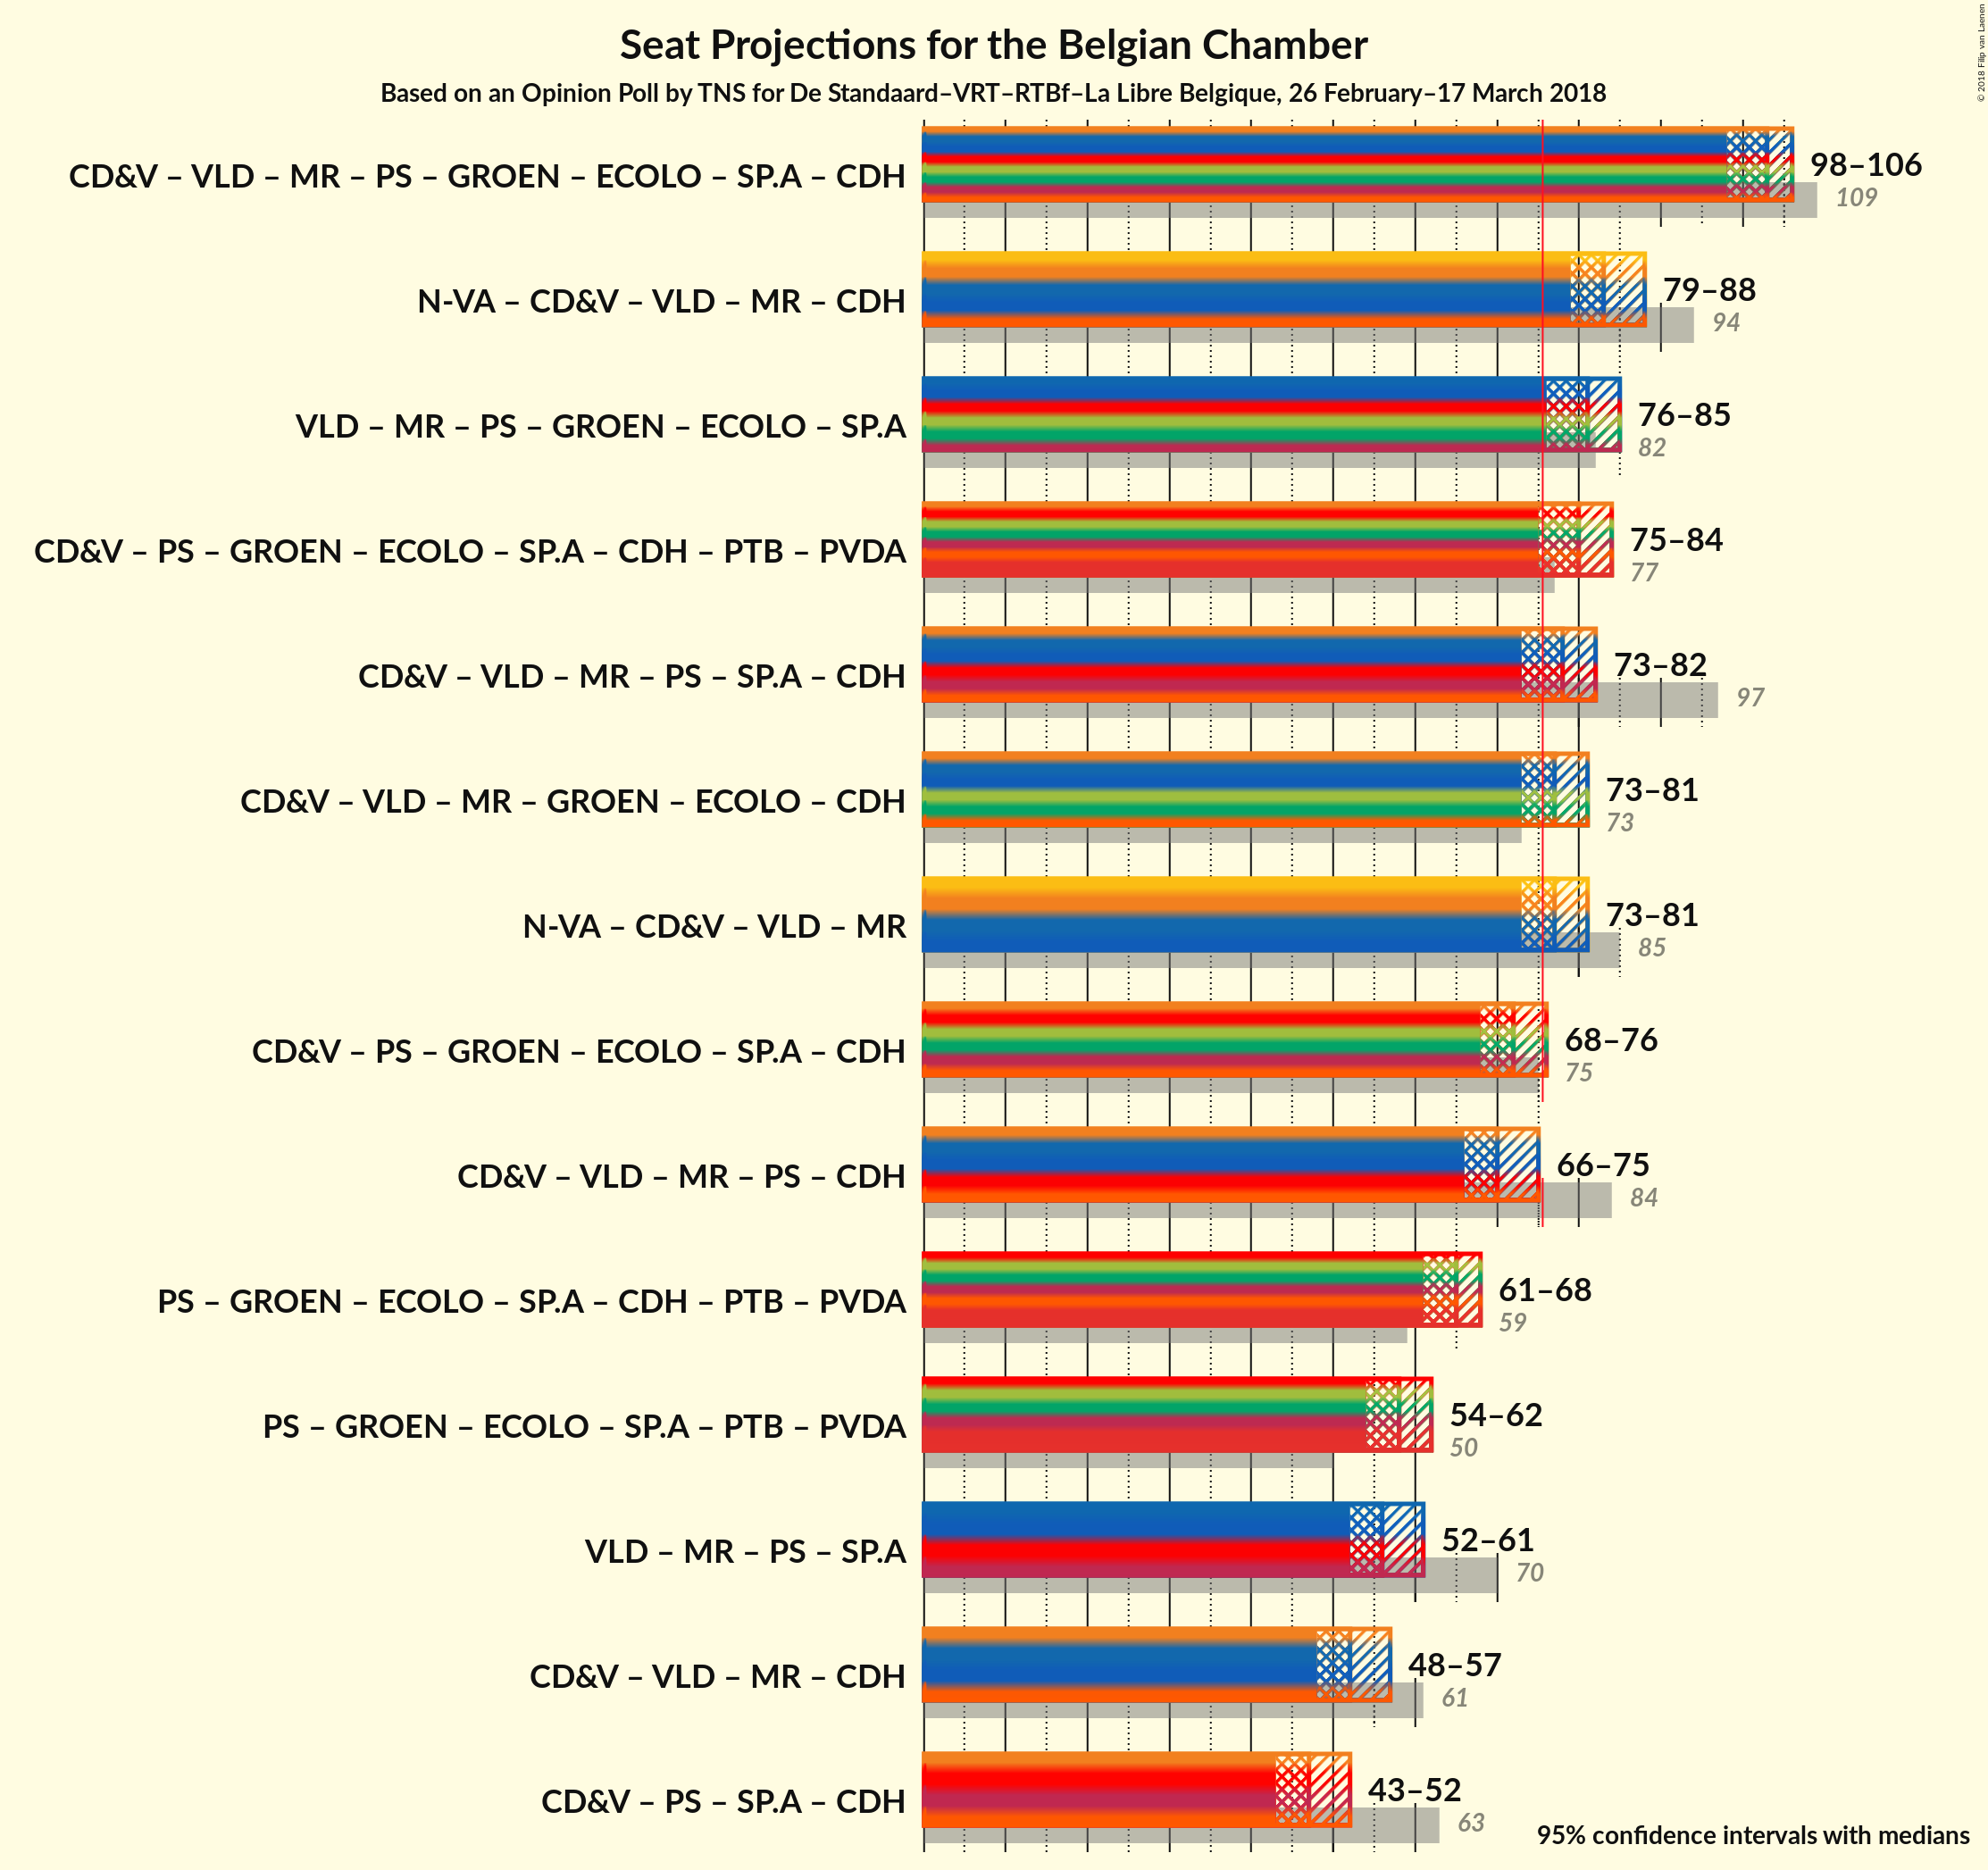 Seat Projections for the Belgian Chamber
Based on an Opinion Poll by TNS for De Standaard–VRT–RTBf–La Libre Belgique, 26 February–17 March 2018
© 2018 Filip van Laenen
CD&V – VLD – MR – PS – GROEN – ECOLO – SP.A – CDH
98–106
109
N-VA – CD&V – VLD – MR – CDH
79–88
94
VLD – MR – PS – GROEN – ECOLO – SP.A
76–85
82
CD&V – PS – GROEN – ECOLO – SP.A – CDH – PTB – PVDA
75–84
77
CD&V – VLD – MR – PS – SP.A – CDH
73–82
97
CD&V – VLD – MR – GROEN – ECOLO – CDH
73–81
73
N-VA – CD&V – VLD – MR
73–81
85
CD&V – PS – GROEN – ECOLO – SP.A – CDH
68–76
75
CD&V – VLD – MR – PS – CDH
66–75
84
PS – GROEN – ECOLO – SP.A – CDH – PTB – PVDA
61–68
59
PS – GROEN – ECOLO – SP.A – PTB – PVDA
54–62
50
VLD – MR – PS – SP.A
52–61
70
CD&V – VLD – MR – CDH
48–57
61
CD&V – PS – SP.A – CDH
43–52
63
95% confidence intervals with medians